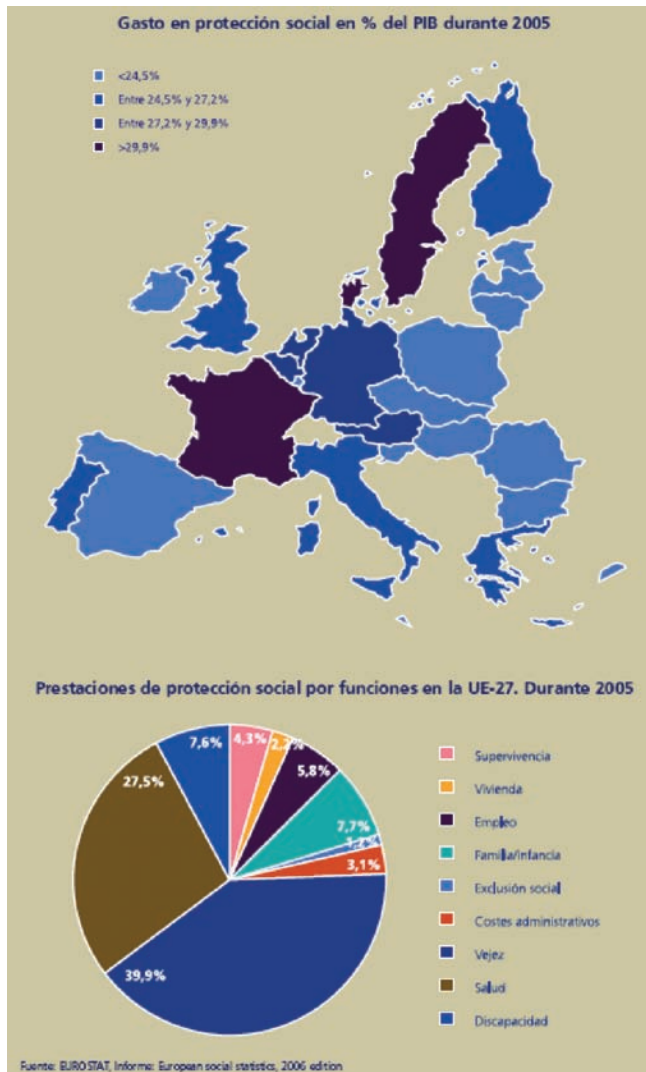 Gasto en protección social en % del PIB durante 2005
<24,5%
Entre 24,5% y 27,2%
Entre 27,2% y 29,9%
>29,9%
Prestaciones de protección social por funciones en la UE-27. Durante 2005
7,6%
4,3%
2,2%
5,8%
27,5%
7,7%
3,1%
39,9%
Supervivencia
Vivienda
Empleo
Familia/infancia
Exclusión social
Costes administrativos
Vejez
Salud
Discapacidad
Fuente: EUROSTAT, Informe: European social statistics, 2006 edition